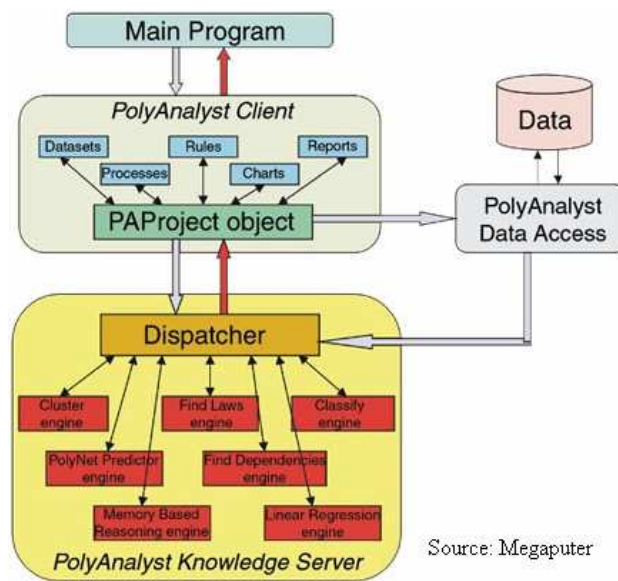 Main Program
PolyAnalyst Client
Datasets
Rules
Reports
Processes
Charts
PAProject object
Data
PolyAnalyst
Data Access
Dispatcher
Cluster
engine
Find Laws
engine
Classify
engine
PolyNet Predictor
engine
Find Dependencies
engine
Memory Based
Reasoning engine
Linear Regression
engine
PolyAnalyst Knowledge Server
Source: Megaputer